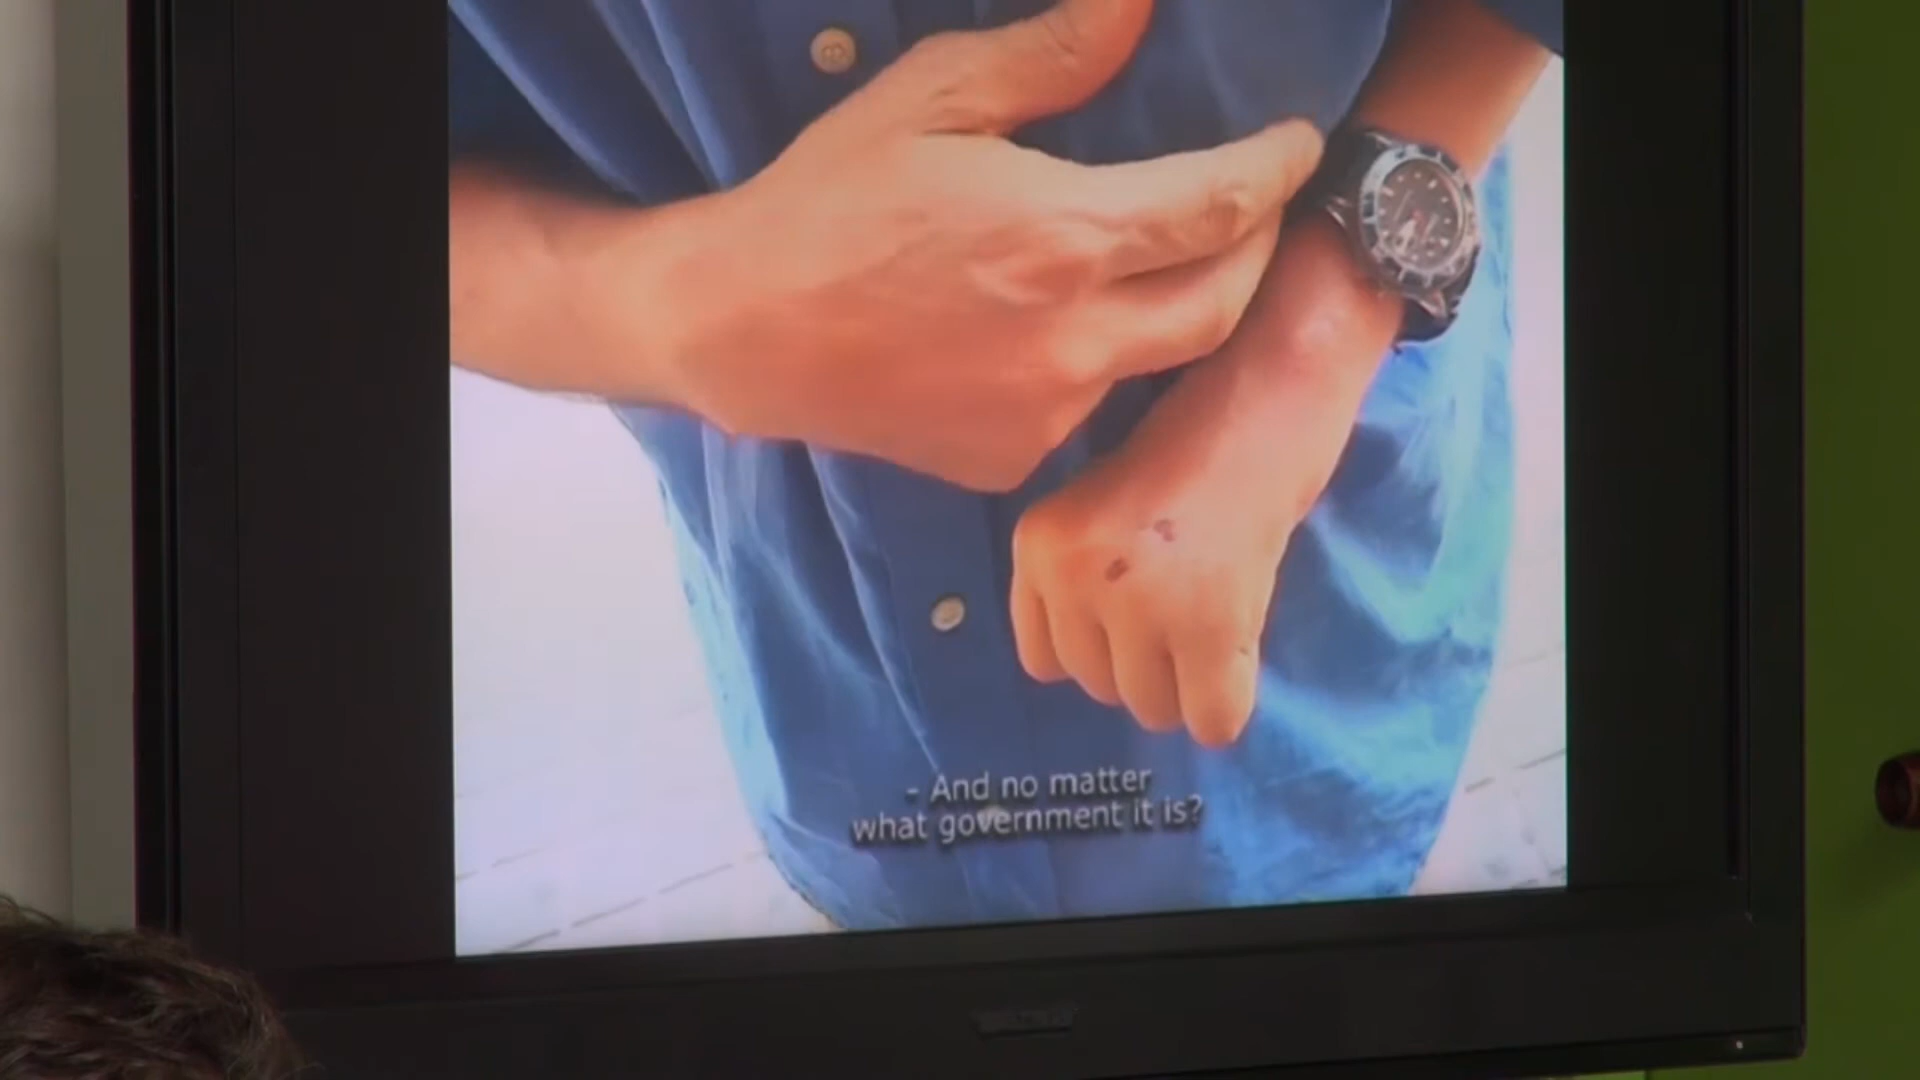 - And no matter
what government it is?